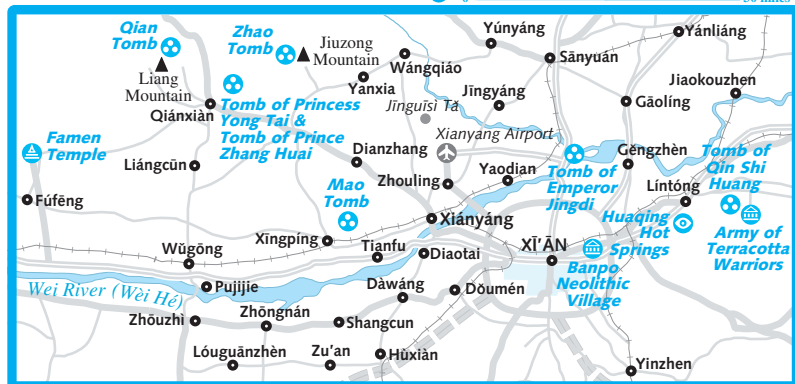 Qian
Tomb
Zhao
Tomb
Jiuzong
Mountain
Yúnyáng
Yánliáng
Wángqiáo
Sānyuán
Liang
Mountain
Yanxia
Jiaokouzhen
Jīngyáng
Qiánxiàn
Tomb of Princess
Yong Tai &
Tomb of Prince
Zhang Huai
Jīnguīsì Tǎ
Gāolíng
Xianyang Airport
Famen
Temple
Dianzhang
Gēngzhèn
Tomb of
Qin Shi
Huang
Liángcūn
Yaodian
Tomb of
Emperor
Jingdi
Zhouling
Líntóng
Fúfēng
Mao
Tomb
Xiányáng
Huaqing
Hot
Springs
Army of
Terracotta
Warriors
Xīngpíng
Tianfu
XĪ'ĀN
Wǔgōng
Diaotai
Banpo
Neolithic
Village
Pujijie
Wei River (Wèi Hé)
Dàwáng
Dǒumén
Zhōuzhì
Zhōngnán
Shangcun
Lóuguānzhèn
Zu'an
Hùxiàn
Yinzhen